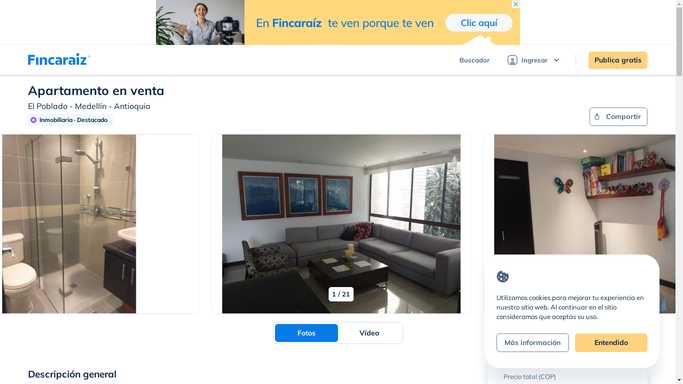 En Fincaraíz te ven porque te ven
Clic aquí
Fincaraíz
Buscador
Ingresar
Publica gratis
Apartamento en venta
El Poblado - Medellín - Antioquia
Inmobiliaria · Destacado
Compartir
1 / 21
Fotos
Vídeo
Utilizamos cookies para mejorar tu experiencia en
nuestro sitio web. Al continuar en el sitio
consideramos que aceptas su uso.
Más información
Entendido
Descripción general
Precio total (COP)